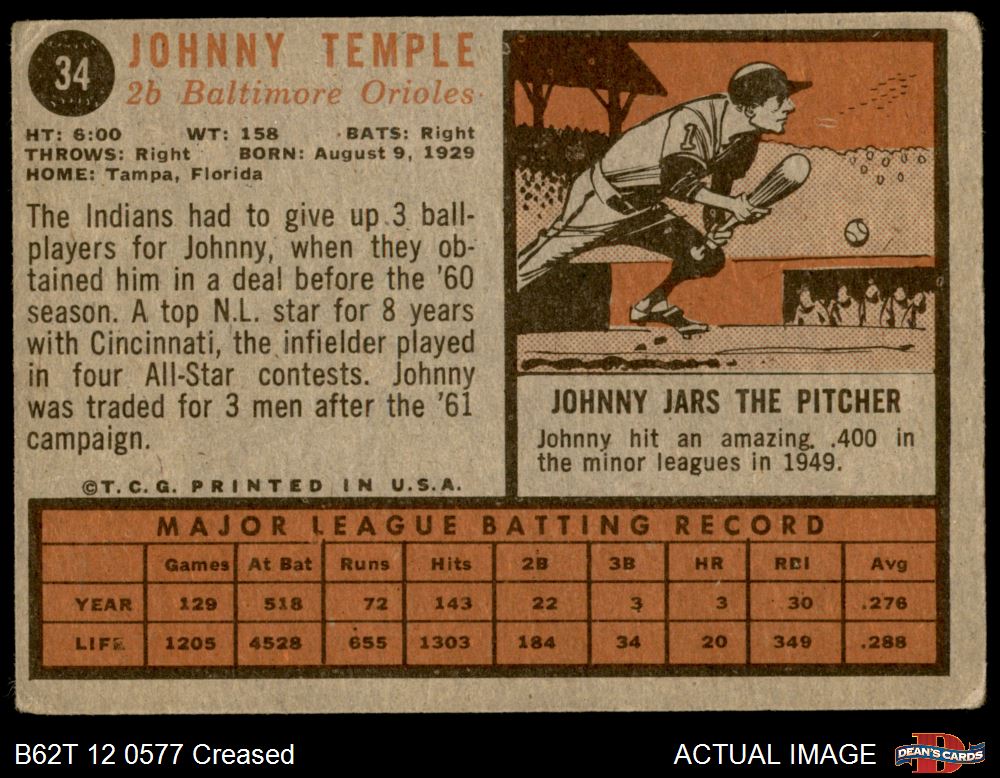 34
JOHNNY TEMPLE
2b Baltimore Orioles
HT: 6:00 WT: 158 BATS: Right
THROWS: Right BORN: August 9, 1929
HOME: Tampa, Florida
The Indians had to give up 3 ball-
players for Johnny, when they ob-
tained him in a deal before the '60
season. A top N.L. star for 8 years
with Cincinnati, the infielder played
in four All-Star contests. Johnny
was traded for 3 men after the '61
campaign.
©T.C.G. PRINTED IN U.S.A.
1
JOHNNY JARS THE PITCHER
Johnny hit an amazing .400 in
the minor leagues in 1949.
MAJOR LEAGUE BATTING RECORD
Games At Bat Runs Hits 2B 3B HR RBI Avg
YEAR 129 518 72 143 22 3 3 30 .276
LIFE 1205 4528 655 1303 184 34 20 349 .288
B62T 12 0577 Creased
ACTUAL IMAGE
DEAN'S CARDS